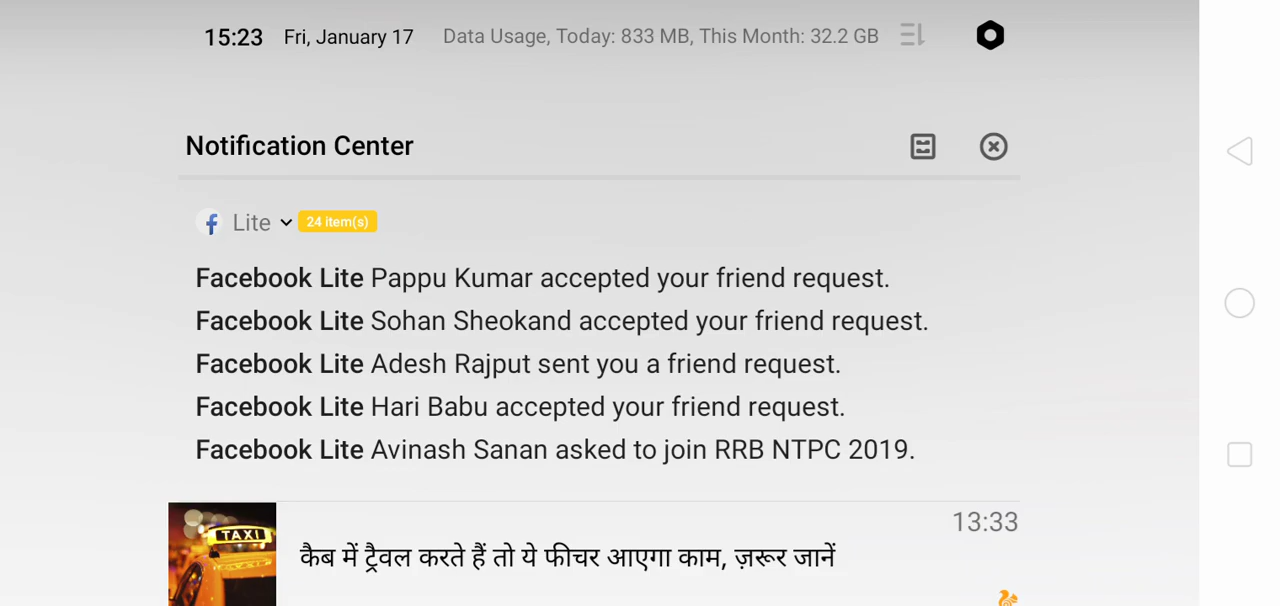 15:23 Fri, January 17 Data Usage, Today: 833 MB, This Month: 32.2 GB
Notification Center
Lite 24 item(s)
Facebook Lite Pappu Kumar accepted your friend request.
Facebook Lite Sohan Sheokand accepted your friend request.
Facebook Lite Adesh Rajput sent you a friend request.
Facebook Lite Hari Babu accepted your friend request.
Facebook Lite Avinash Sanan asked to join RRB NTPC 2019.
13:33
TAXI
कैब में ट्रैवल करते हैं तो ये फीचर आएगा काम, ज़रूर जानें